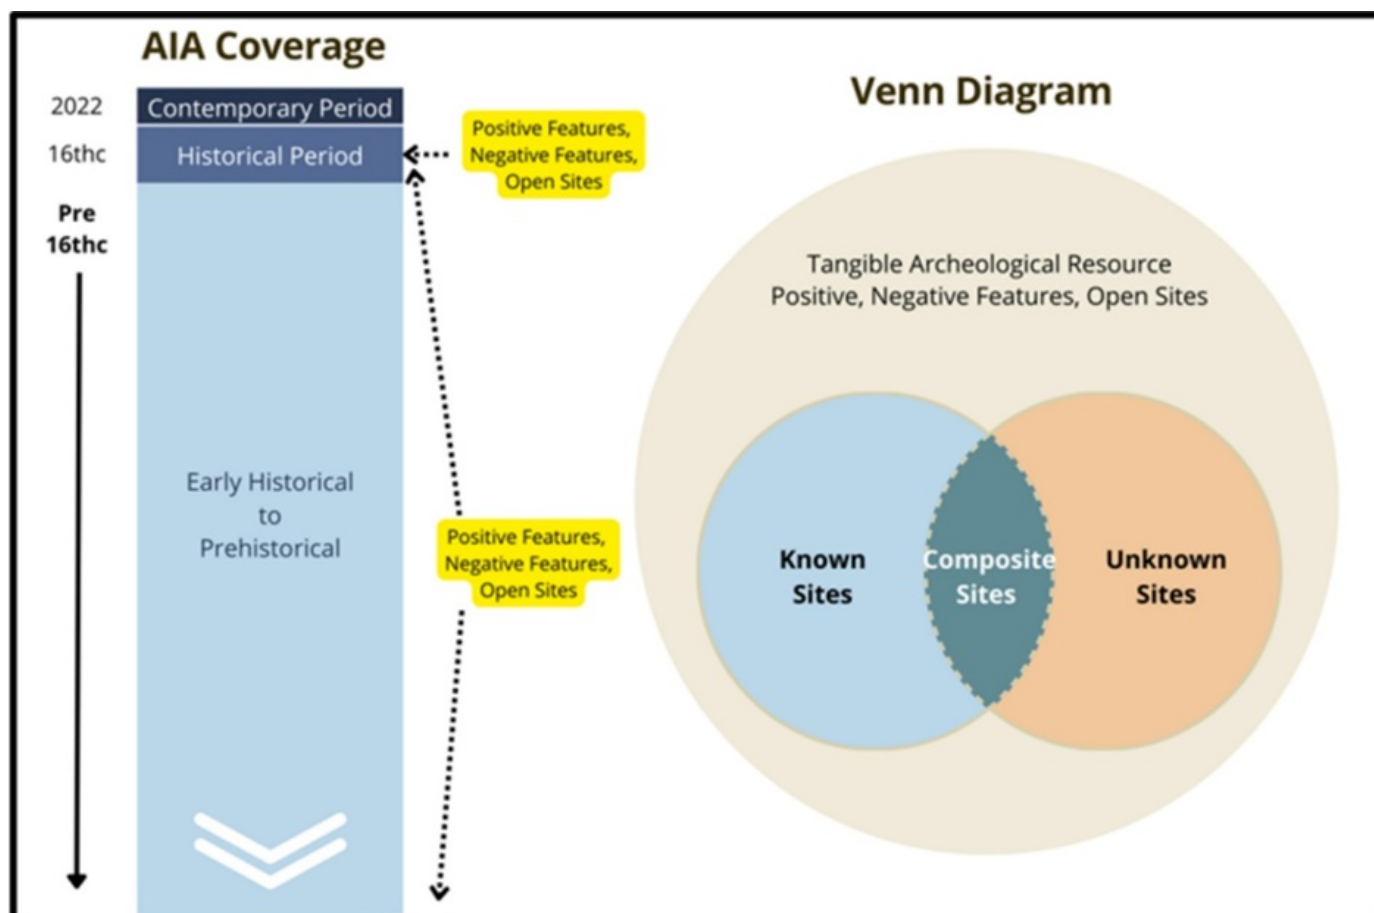 AIA Coverage
2022
Contemporary Period
16thc
Historical Period
Pre
16thc
Positive Features,
Negative Features,
Open Sites
Early Historical
to
Prehistorical
Positive Features,
Negative Features,
Open Sites
Venn Diagram
Tangible Archeological Resource
Positive, Negative Features, Open Sites
Known
Sites
Composite
Sites
Unknown
Sites